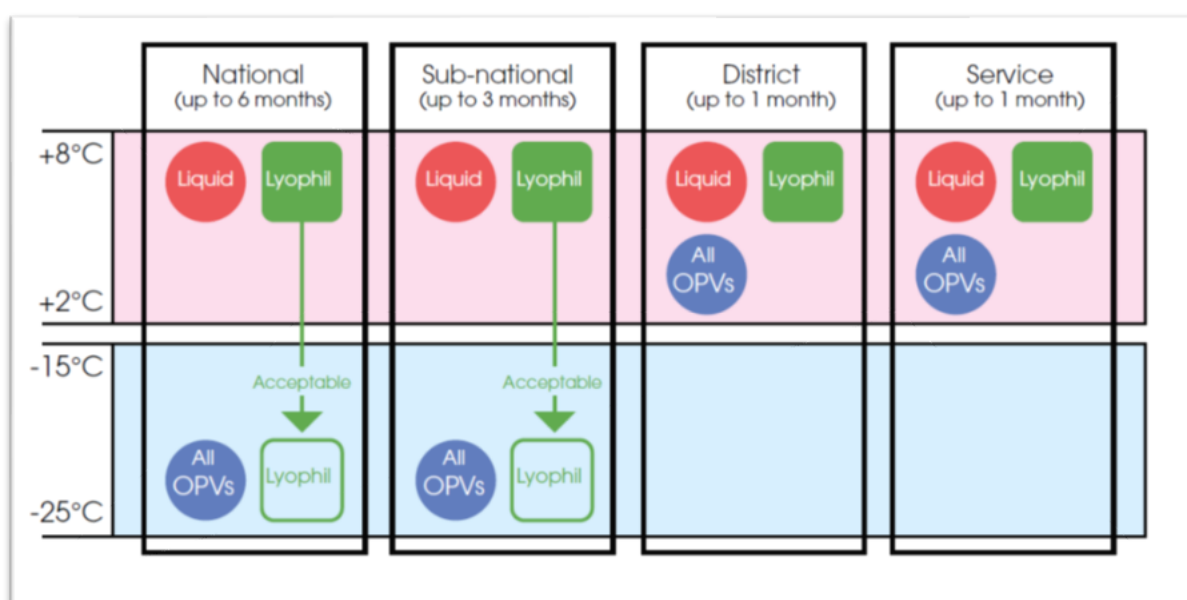 National
(up to 6 months)
Sub-national
(up to 3 months)
District
(up to 1 month)
Service
(up to 1 month)
+8°C
Liquid
Lyophil
Liquid
Lyophil
Liquid
Lyophil
Liquid
Lyophil
All
OPVs
All
OPVs
+2°C
-15°C
Acceptable
Acceptable
All
OPVs
Lyophil
All
OPVs
Lyophil
-25°C